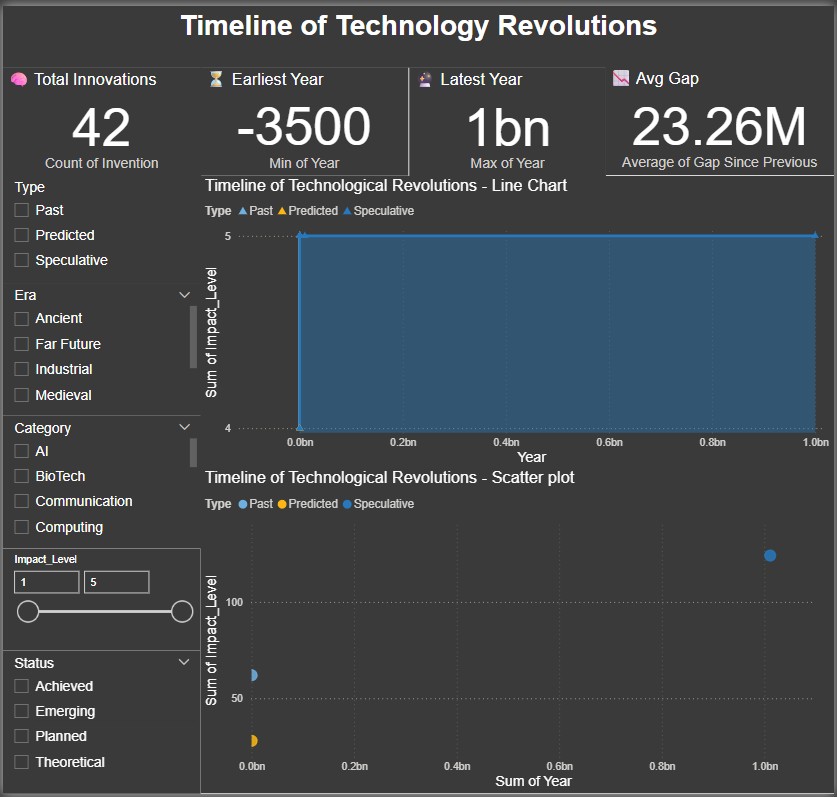 Timeline of Technology Revolutions
Total Innovations
42
Count of Invention
Earliest Year
-3500
Min of Year
Latest Year
1bn
Max of Year
Avg Gap
23.26M
Average of Gap Since Previous
Type
Past
Predicted
Speculative
Era
Ancient
Far Future
Industrial
Medieval
Category
AI
BioTech
Communication
Computing
Impact_Level
1 5
Status
Achieved
Emerging
Planned
Theoretical
Timeline of Technological Revolutions - Line Chart
Type Past Predicted Speculative
Sum of Impact_Level
5
4
0.0bn 0.2bn 0.4bn 0.6bn 0.8bn 1.0bn
Year
Timeline of Technological Revolutions - Scatter plot
Type Past Predicted Speculative
Sum of Impact_Level
100
50
0.0bn 0.2bn 0.4bn 0.6bn 0.8bn 1.0bn
Sum of Year